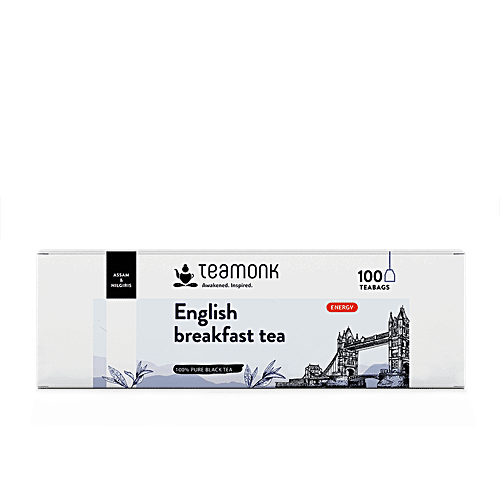 ASSAM
&
NILGIRIS
teamonk
Awakened. Inspired.
100
TEABAGS
English
breakfast tea
ENERGY
100% PURE BLACK TEA